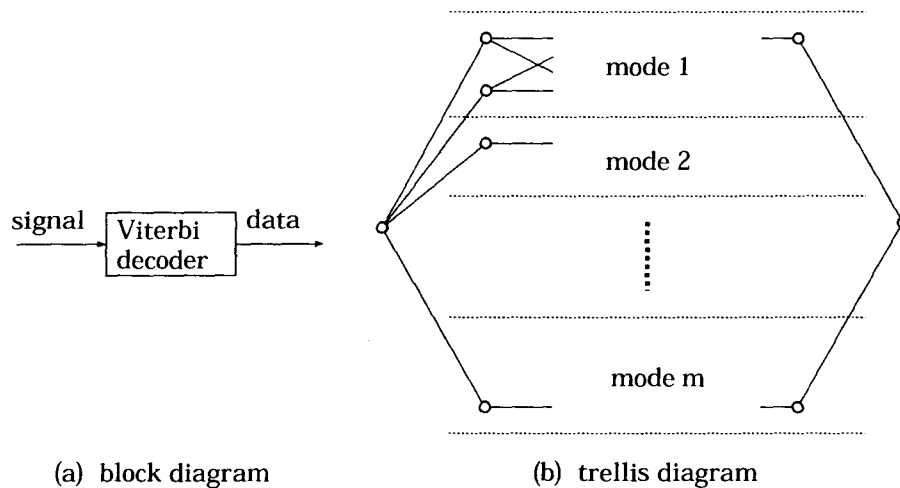 mode 1
mode 2
signal
data
Viterbi
decoder
mode m
(a) block diagram
(b) trellis diagram